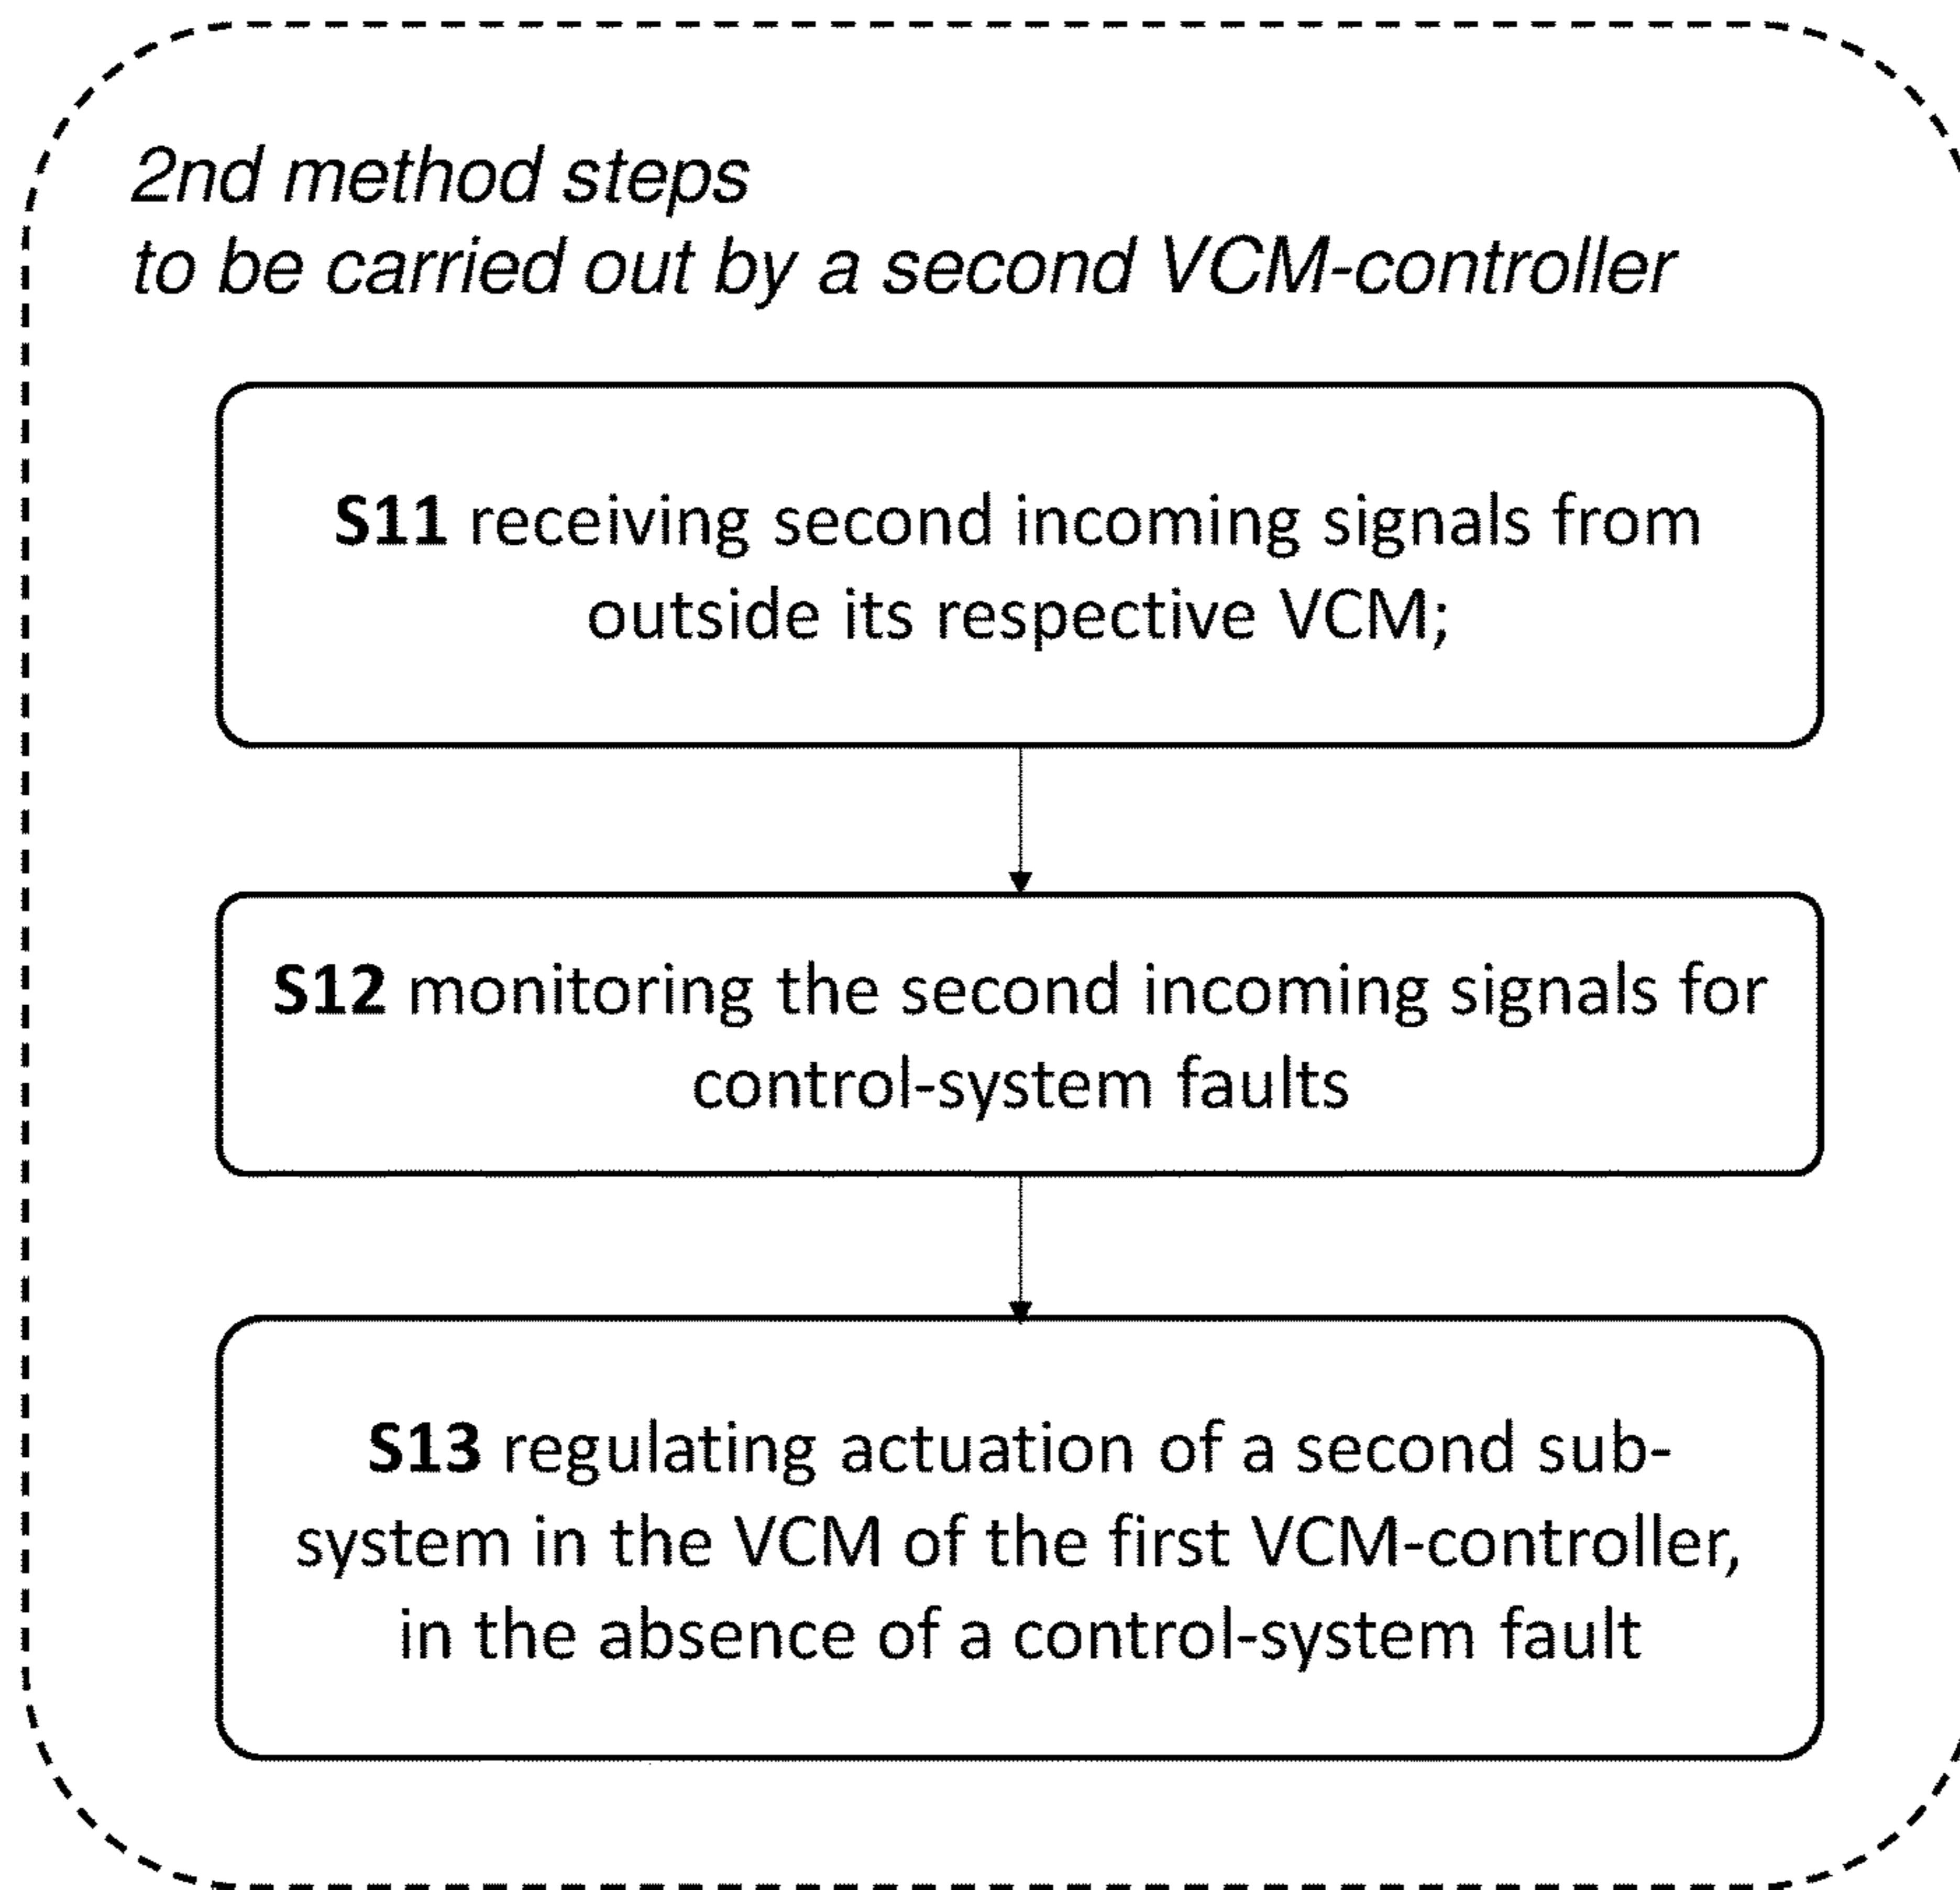 2nd method steps
to be carried out by a second VCM-controller
S11 receiving second incoming signals from
outside its respective VCM;
S12 monitoring the second incoming signals for
control-system faults
S13 regulating actuation of a second sub-
system in the VCM of the first VCM-controller,
in the absence of a control-system fault